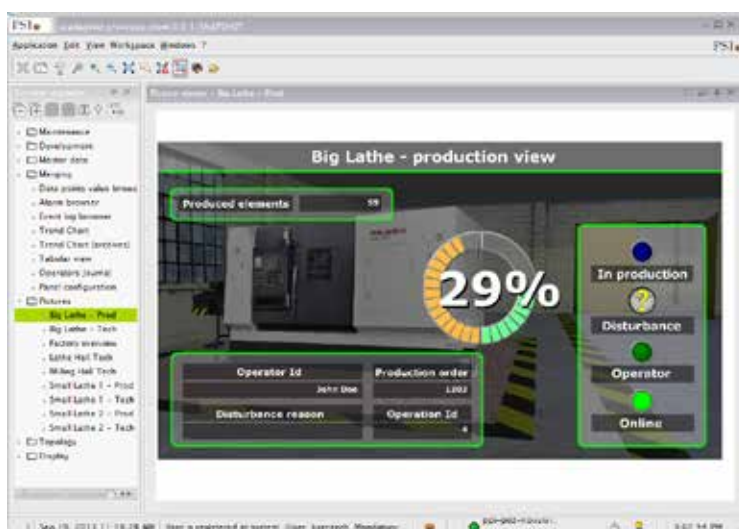 PSI
Application Edit View Workspace Windows ?
PSI
Maintenance
Development
Master data
Merging
Data points value browse
Alarm browser
Event log browser
Trend Chart
Trend Chart (archives)
Tabular view
Operators Journal
Panel configuration
Pictures
Big Lathe - Prod
Big Lathe - Tech
Factory overview
Lathe Hall Tech
Milling Hall Tech
Small Lathe 1 - Prod
Small Lathe 1 - Tech
Small Lathe 2 - Prod
Small Lathe 2 - Tech
Topology
Display
Big Lathe - production view
Produced elements 59
29%
In production
?
Disturbance
Operator
Online
Operator Id Production order
John Doe 1202
Disturbance reason Operation Id
4